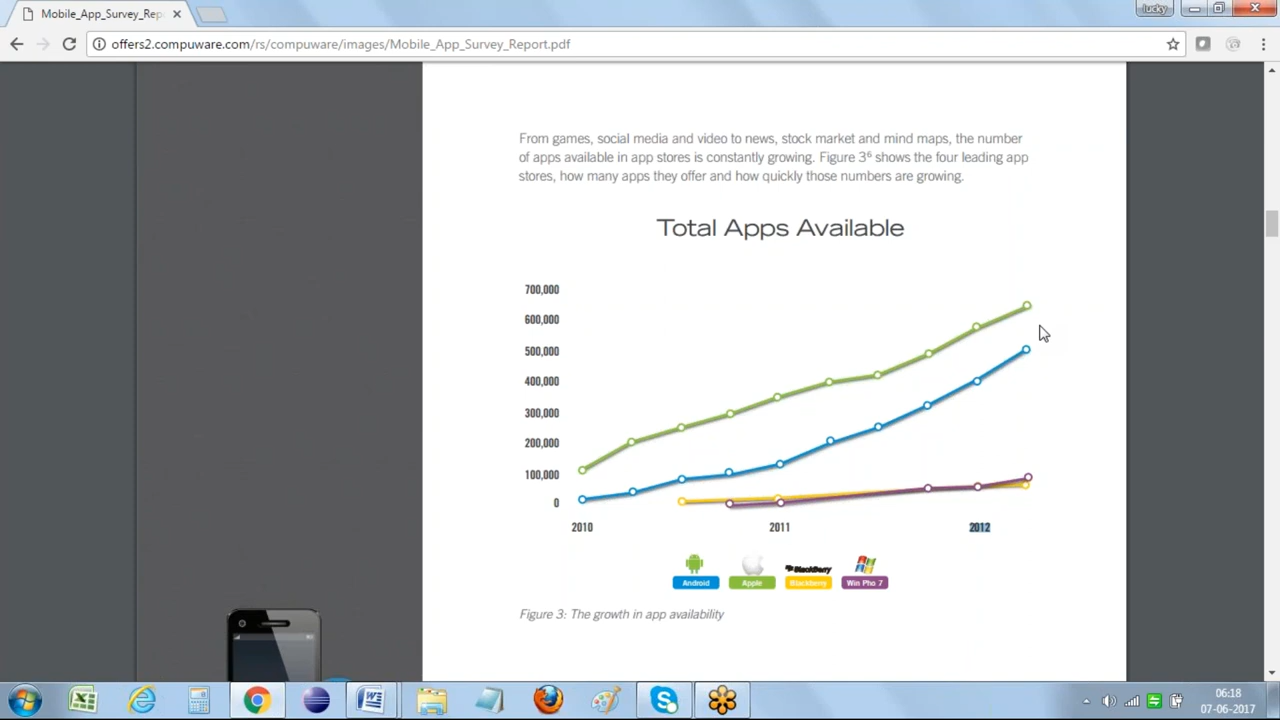 Mobile_App_Survey_Rep
lucky
offers2.compuware.com/rs/compuware/images/Mobile_App_Survey_Report.pdf
From games, social media and video to news, stock market and mind maps, the number
of apps available in app stores is constantly growing. Figure 3⁶ shows the four leading app
stores, how many apps they offer and how quickly those numbers are growing.
Total Apps Available
700,000
600,000
500,000
400,000
300,000
200,000
100,000
0
2010 2011 2012
BlackBerry
Android Apple Blackberry Win Pho 7
Figure 3: The growth in app availability
06:18
07-06-2017